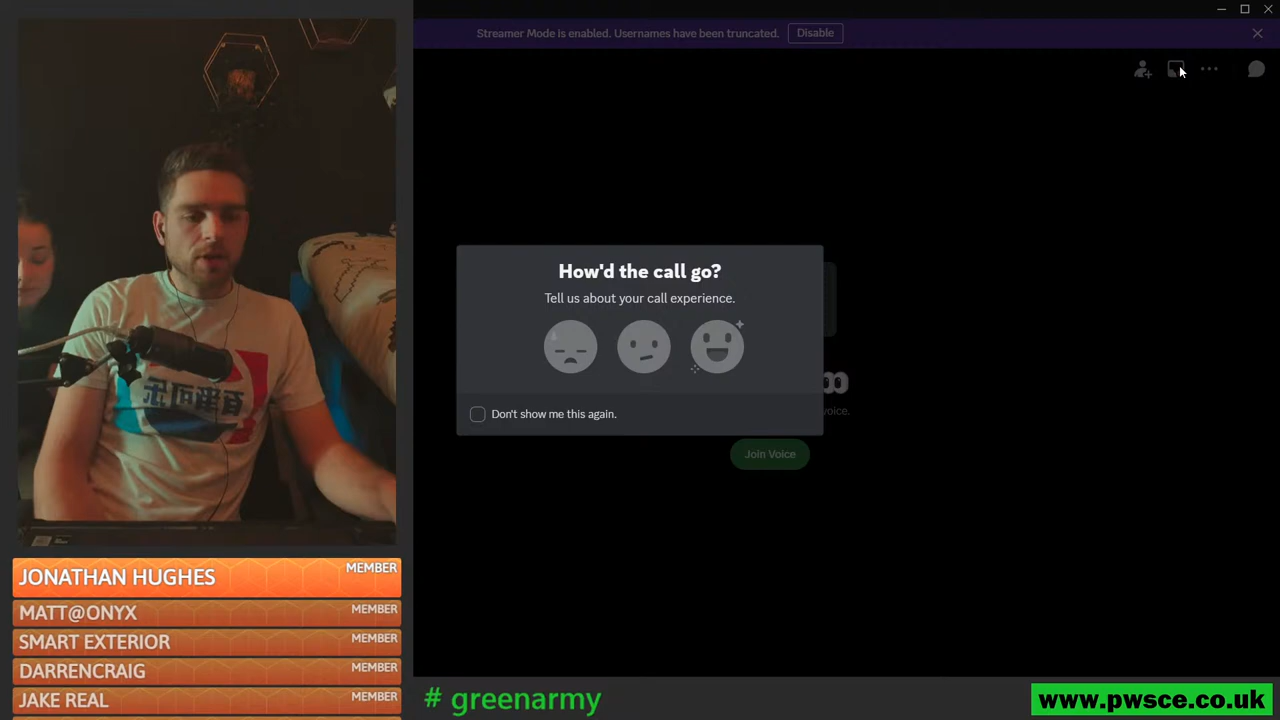 Streamer Mode is enabled. Usernames have been truncated. Disable
How'd the call go?
Tell us about your call experience.
Don't show me this again.
voice.
Join Voice
JONATHAN HUGHES MEMBER
MATT@ONYX MEMBER
SMART EXTERIOR MEMBER
DARRENCRAIG MEMBER
JAKE REAL MEMBER
# greenarmy
www.pwsce.co.uk